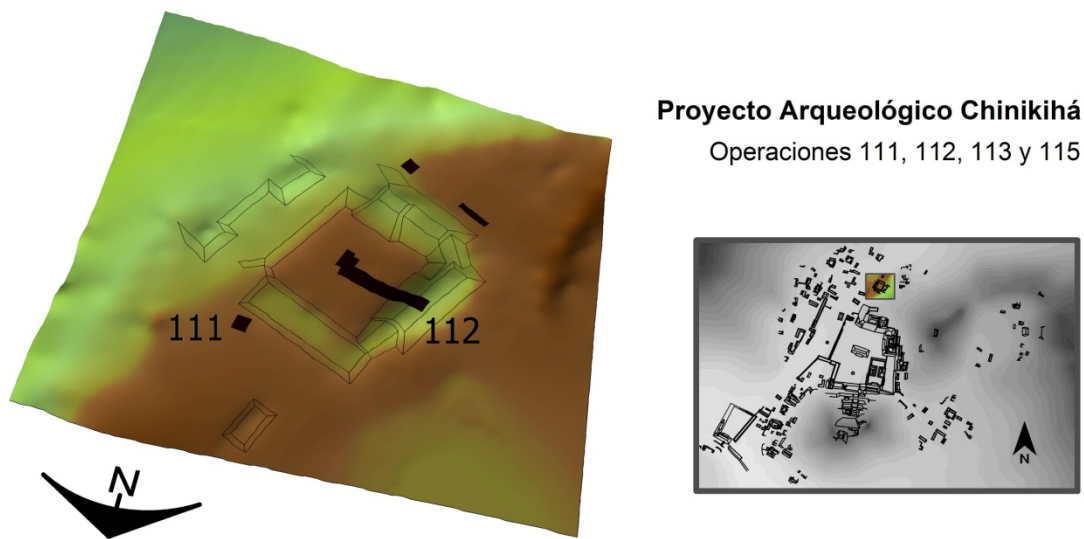 Proyecto Arqueológico Chinikihá
Operaciones 111, 112, 113 y 115
111
112
N
N